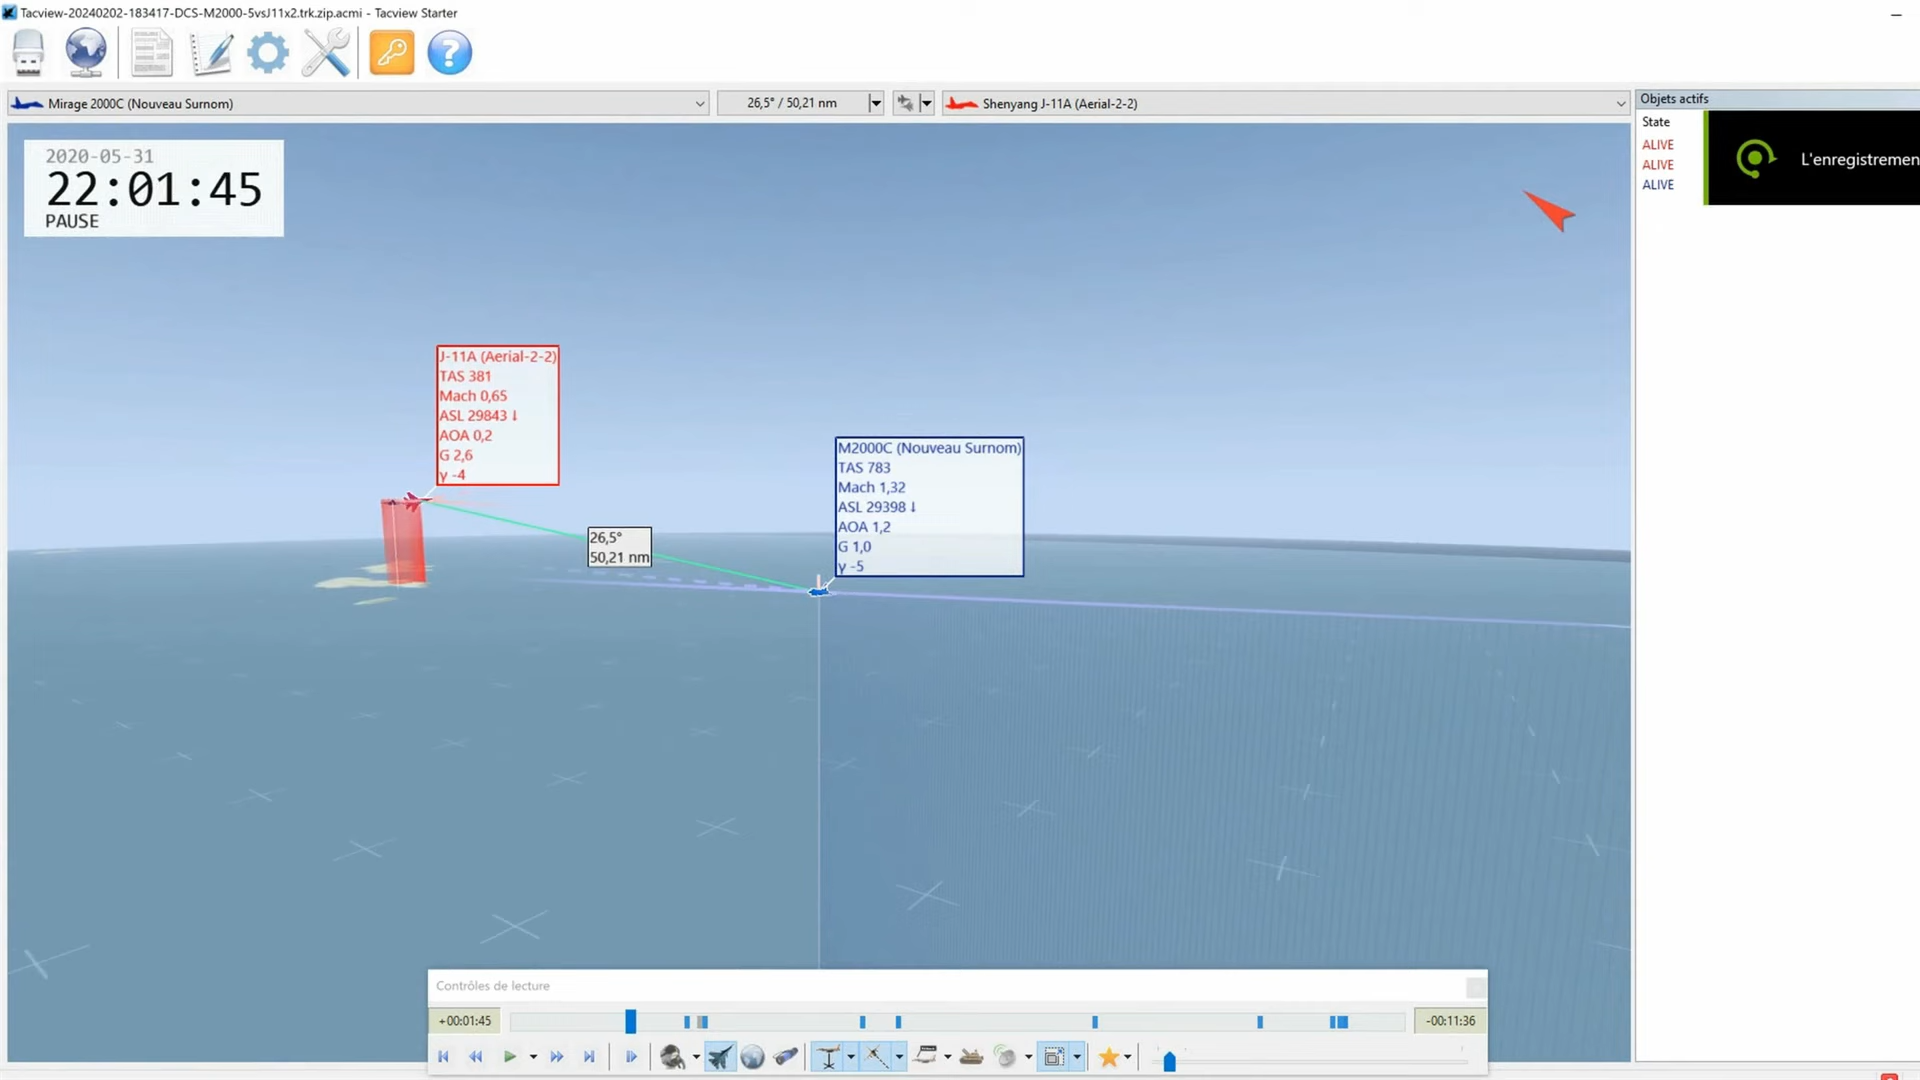 Tacview-20240202-183417-DCS-M2000-5vsJ11x2.trk.zip.acmi - Tacview Starter
Mirage 2000C (Nouveau Surnom)
26,5° / 50,21 nm
Shenyang J-11A (Aerial-2-2)
Objets actifs
State
ALIVE
ALIVE
ALIVE
L'enregistremen
2020-05-31
22:01:45
PAUSE
J-11A (Aerial-2-2)
TAS 381
Mach 0,65
ASL 29843 ↓
AOA 0,2
G 2,6
γ -4
M2000C (Nouveau Surnom)
TAS 783
Mach 1,32
ASL 29398 ↓
AOA 1,2
G 1,0
γ -5
26,5°
50,21 nm
Contrôles de lecture
+00:01:45
-00:11:36